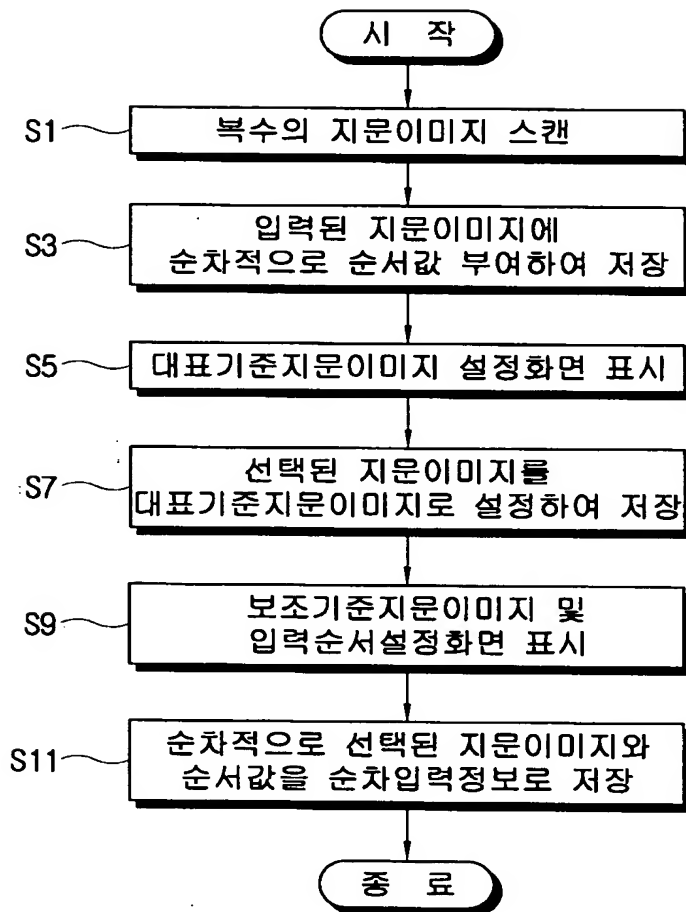 시 작
S1
복수의 지문이미지 스캔
S3
입력된 지문이미지에
순차적으로 순서값 부여하여 저장
S5
대표기준지문이미지 설정화면 표시
S7
선택된 지문이미지를
대표기준지문이미지로 설정하여 저장
S9
보조기준지문이미지 및
입력순서설정화면 표시
S11
순차적으로 선택된 지문이미지와
순서값을 순차입력정보로 저장
종 료